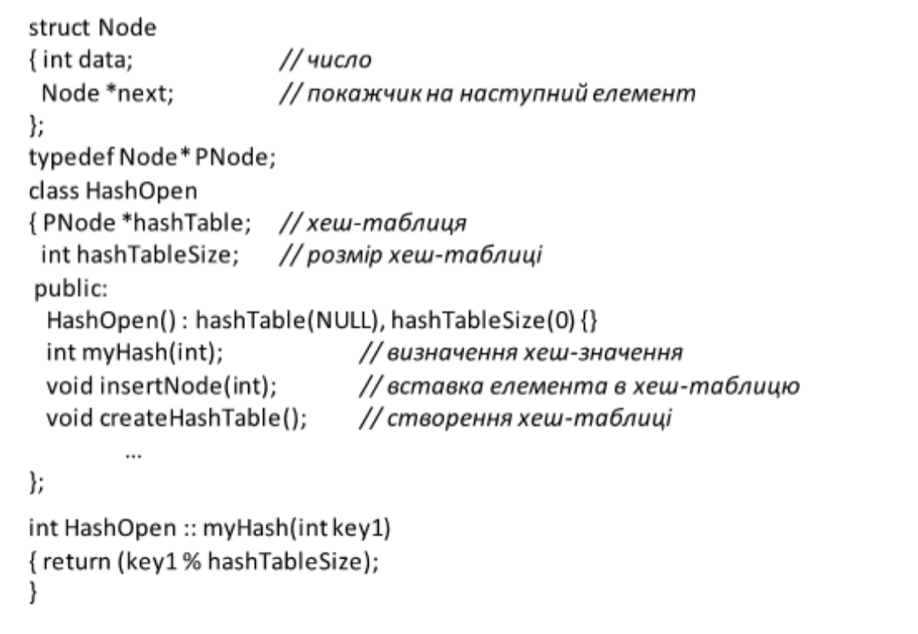 struct Node
{ int data; // число
Node *next; // покажчик на наступний елемент
};
typedef Node* PNode;
class HashOpen
{ PNode *hashTable; // хеш-таблиця
int hashTableSize; // розмір хеш-таблиці
public:
HashOpen() : hashTable(NULL), hashTableSize(0) {}
int myHash(int); // визначення хеш-значення
void insertNode(int); // вставка елемента в хеш-таблицю
void createHashTable(); // створення хеш-таблиці
...
};
int HashOpen :: myHash(int key1)
{ return (key1 % hashTableSize);
}